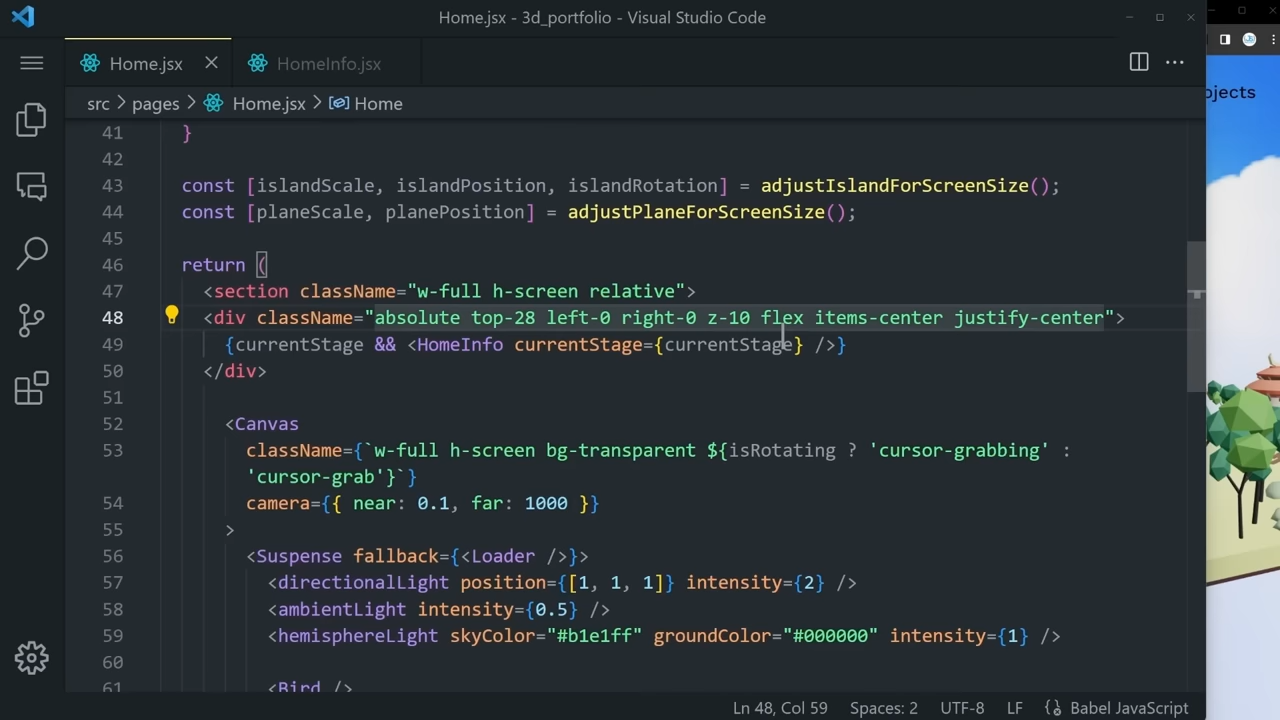 Home.jsx - 3d_portfolio - Visual Studio Code
Home.jsx
HomeInfo.jsx
src > pages > Home.jsx > Home
ojects
41 }
42
43 const [islandScale, islandPosition, islandRotation] = adjustIslandForScreenSize();
44 const [planeScale, planePosition] = adjustPlaneForScreenSize();
45
46 return (
47 <section className="w-full h-screen relative">
48 <div className="absolute top-28 left-0 right-0 z-10 flex items-center justify-center">
49 {currentStage && <HomeInfo currentStage={currentStage} />}
50 </div>
51
52 <Canvas
53 className={`w-full h-screen bg-transparent ${isRotating ? 'cursor-grabbing' :
'cursor-grab'}`}
54 camera={{ near: 0.1, far: 1000 }}
55 >
56 <Suspense fallback={<Loader />}>
57 <directionalLight position={[1, 1, 1]} intensity={2} />
58 <ambientLight intensity={0.5} />
59 <hemisphereLight skyColor="#b1e1ff" groundColor="#000000" intensity={1} />
60
61 <Bird />
Ln 48, Col 59 Spaces: 2 UTF-8 LF Babel JavaScript